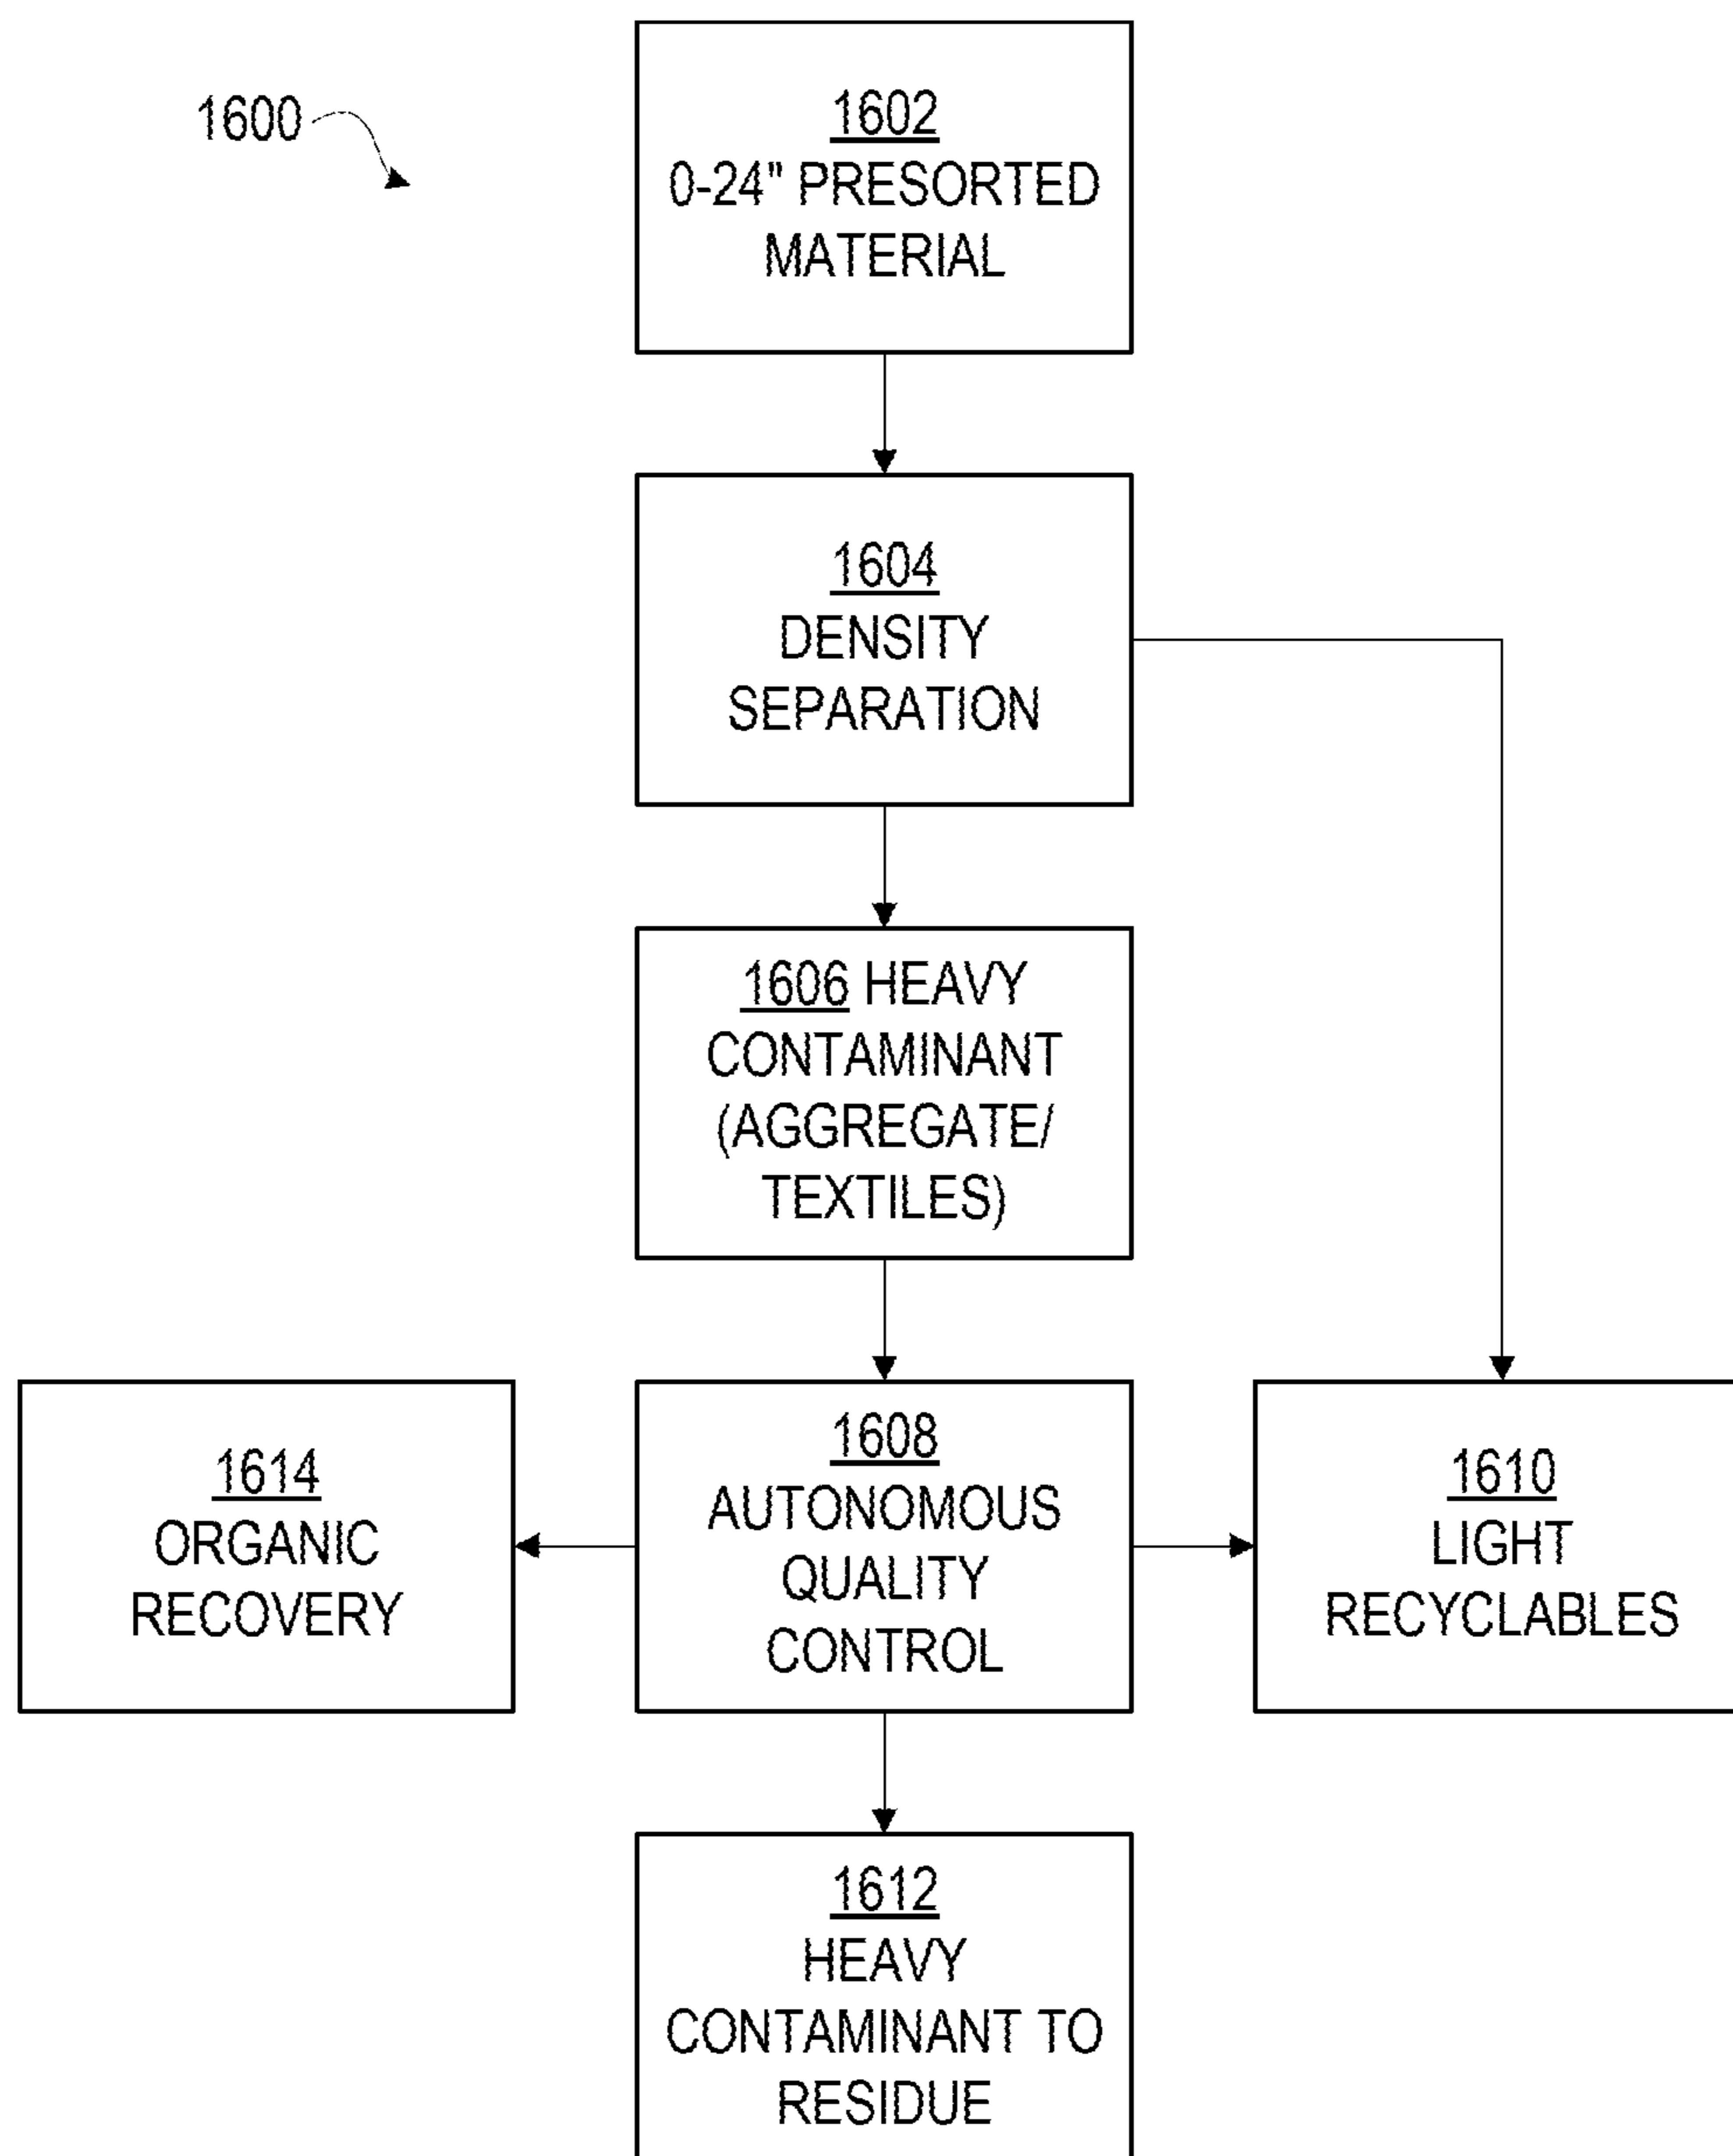 1600
1602
0-24" PRESORTED
MATERIAL
1604
DENSITY
SEPARATION
1606 HEAVY
CONTAMINANT
(AGGREGATE/
TEXTILES)
1614
ORGANIC
RECOVERY
1608
AUTONOMOUS
QUALITY
CONTROL
1610
LIGHT
RECYCLABLES
1612
HEAVY
CONTAMINANT TO
RESIDUE